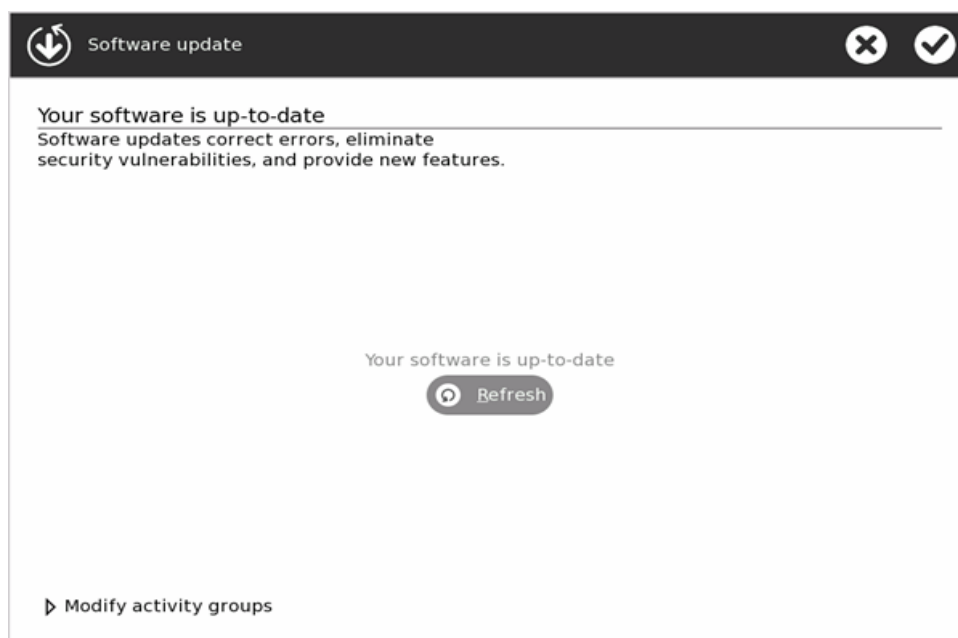 Software update
Your software is up-to-date
Software updates correct errors, eliminate
security vulnerabilities, and provide new features.
Your software is up-to-date
Refresh
Modify activity groups